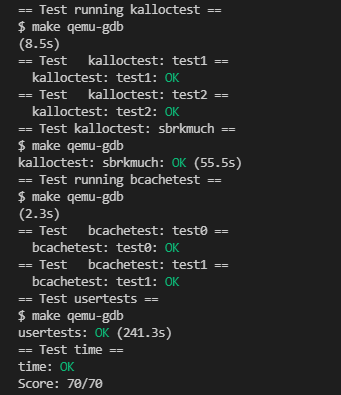 == Test running kalloctest ==
$ make qemu-gdb
(8.5s)
== Test   kalloctest: test1 ==
  kalloctest: test1: OK
== Test   kalloctest: test2 ==
  kalloctest: test2: OK
== Test kalloctest: sbrkmuch ==
$ make qemu-gdb
kalloctest: sbrkmuch: OK (55.5s)
== Test running bcachetest ==
$ make qemu-gdb
(2.3s)
== Test   bcachetest: test0 ==
  bcachetest: test0: OK
== Test   bcachetest: test1 ==
  bcachetest: test1: OK
== Test usertests ==
$ make qemu-gdb
usertests: OK (241.3s)
== Test time ==
time: OK
Score: 70/70